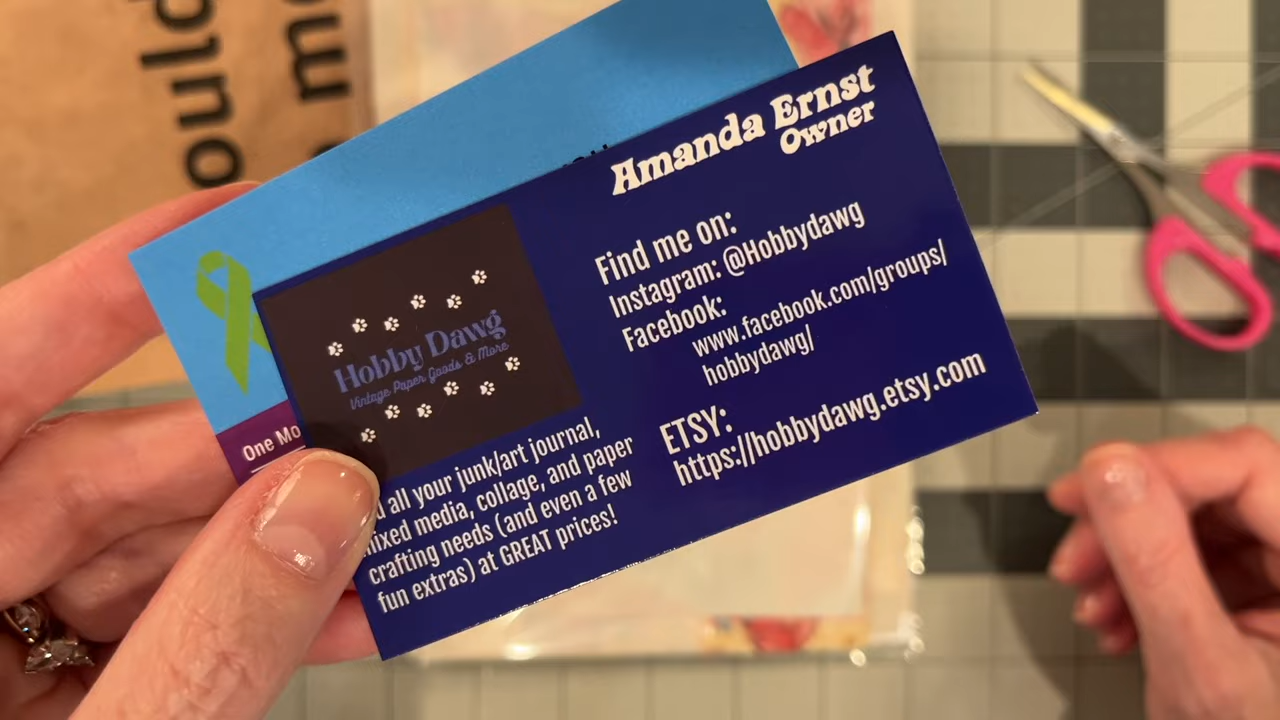 ould
o me
Amanda Ernst
Owner
Find me on:
Instagram: @Hobbydawg
Facebook:
www.facebook.com/groups/
hobbydawg/
ETSY:
https://hobbydawg.etsy.com
Hobby Dawg
Vintage Paper Goods & More
all your junk/art journal,
mixed media, collage, and paper
crafting needs (and even a few
fun extras) at GREAT prices!
One Mo